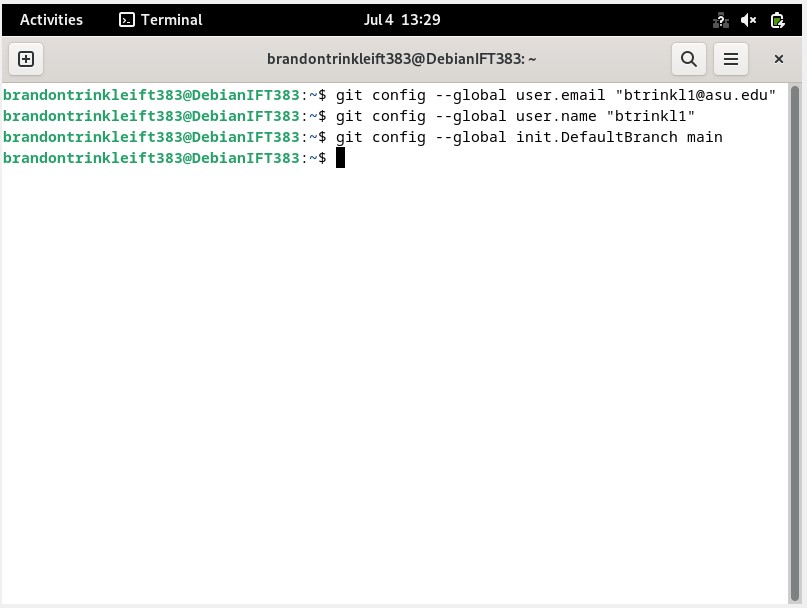 Activities Terminal Jul 4 13:29
brandontrinkleift383@DebianIFT383: ~
brandontrinkleift383@DebianIFT383:~$ git config --global user.email "btrinkl1@asu.edu"
brandontrinkleift383@DebianIFT383:~$ git config --global user.name "btrinkl1"
brandontrinkleift383@DebianIFT383:~$ git config --global init.DefaultBranch main
brandontrinkleift383@DebianIFT383:~$